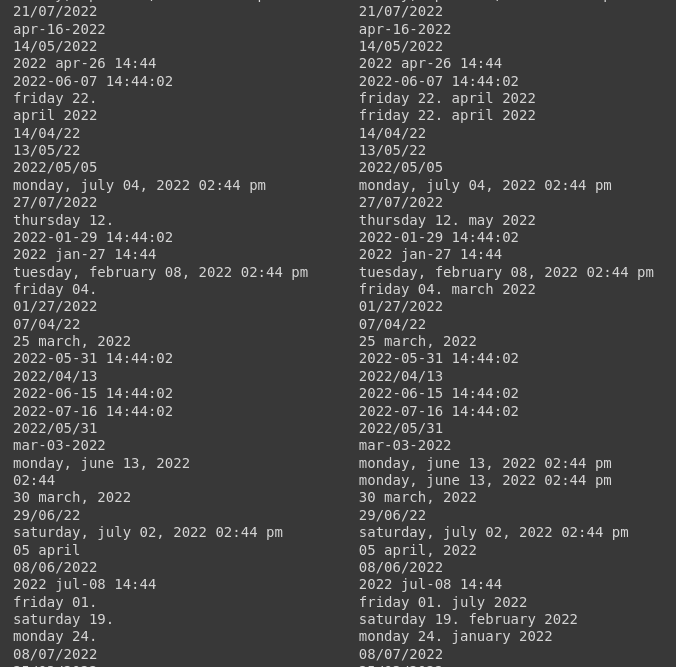 21/07/2022
apr-16-2022
14/05/2022
2022 apr-26 14:44
2022-06-07 14:44:02
friday 22.
april 2022
14/04/22
13/05/22
2022/05/05
monday, july 04, 2022 02:44 pm
27/07/2022
thursday 12.
2022-01-29 14:44:02
2022 jan-27 14:44
tuesday, february 08, 2022 02:44 pm
friday 04.
01/27/2022
07/04/22
25 march, 2022
2022-05-31 14:44:02
2022/04/13
2022-06-15 14:44:02
2022-07-16 14:44:02
2022/05/31
mar-03-2022
monday, june 13, 2022
02:44
30 march, 2022
29/06/22
saturday, july 02, 2022 02:44 pm
05 april
08/06/2022
2022 jul-08 14:44
friday 01.
saturday 19.
monday 24.
08/07/2022
21/07/2022
apr-16-2022
14/05/2022
2022 apr-26 14:44
2022-06-07 14:44:02
friday 22. april 2022
friday 22. april 2022
14/04/22
13/05/22
2022/05/05
monday, july 04, 2022 02:44 pm
27/07/2022
thursday 12. may 2022
2022-01-29 14:44:02
2022 jan-27 14:44
tuesday, february 08, 2022 02:44 pm
friday 04. march 2022
01/27/2022
07/04/22
25 march, 2022
2022-05-31 14:44:02
2022/04/13
2022-06-15 14:44:02
2022-07-16 14:44:02
2022/05/31
mar-03-2022
monday, june 13, 2022 02:44 pm
monday, june 13, 2022 02:44 pm
30 march, 2022
29/06/22
saturday, july 02, 2022 02:44 pm
05 april, 2022
08/06/2022
2022 jul-08 14:44
friday 01. july 2022
saturday 19. february 2022
monday 24. january 2022
08/07/2022